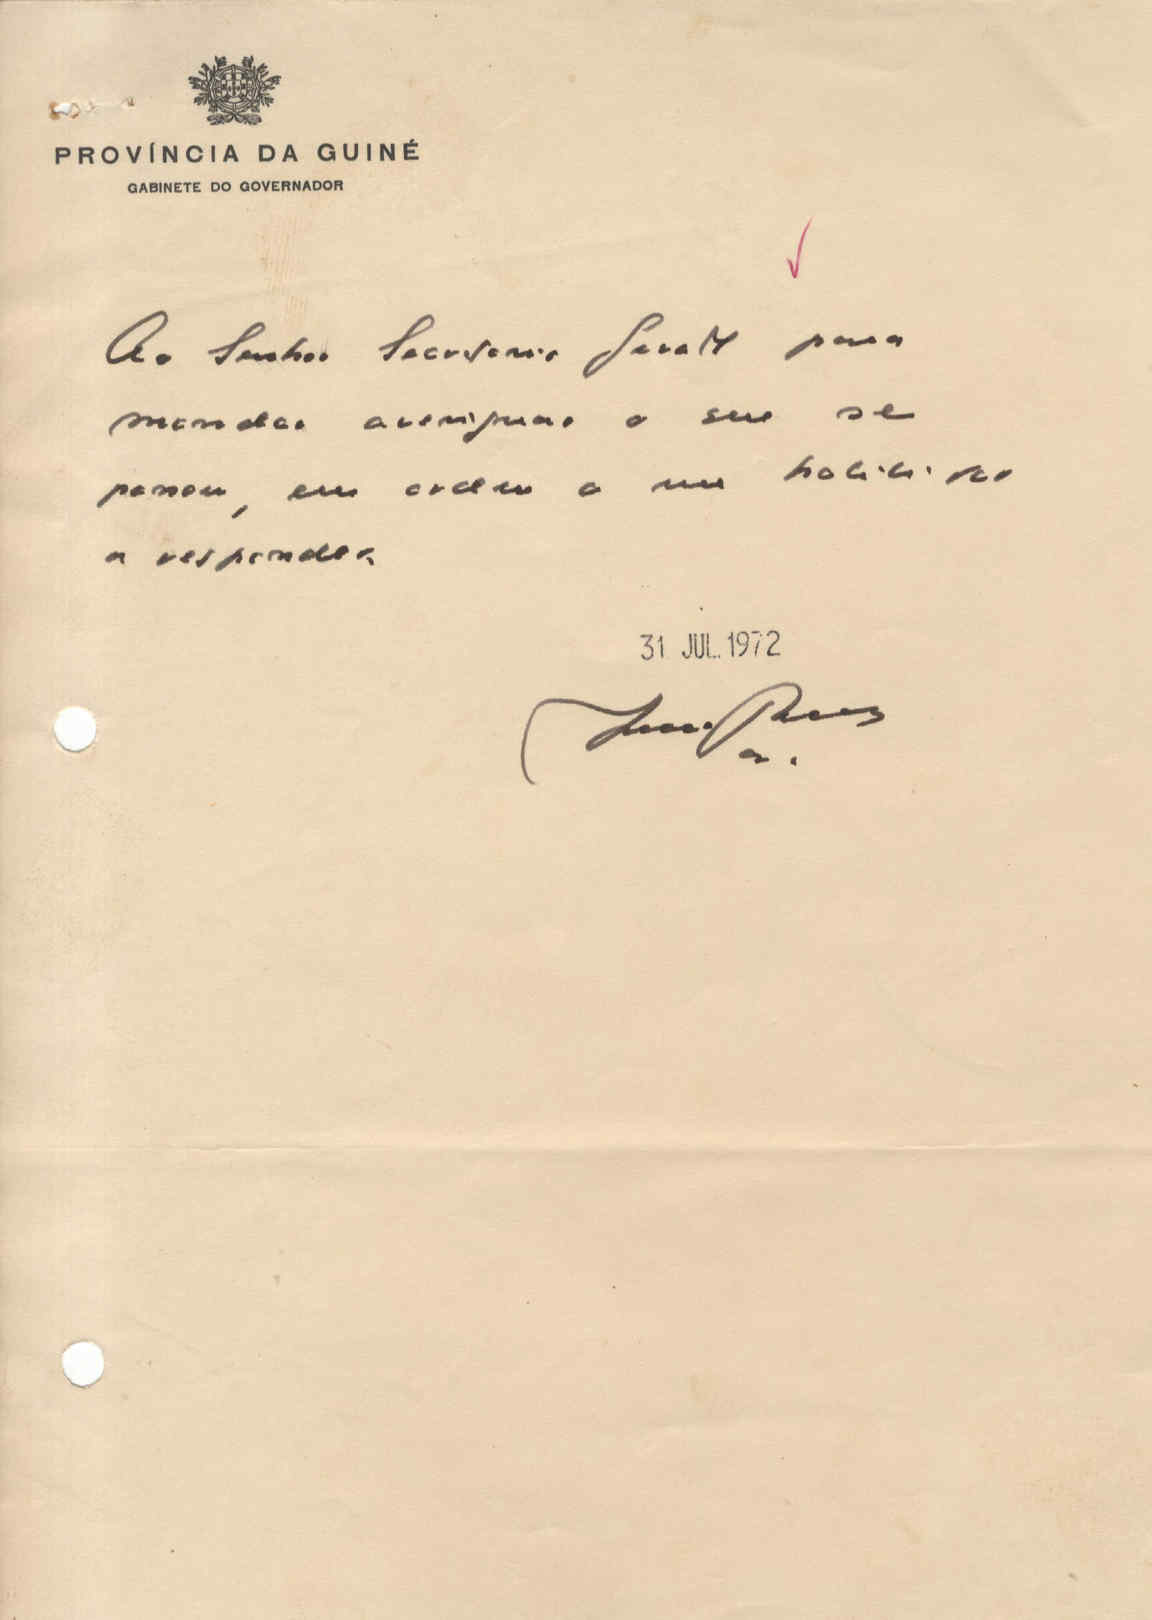 PROVÍNCIA DA GUINÉ
GABINETE DO GOVERNADOR
Ao Senhor Secretario Geral para
mandar averiguar o que se
passou, em ordem a me habilitar
a responder.
31 JUL. 1972